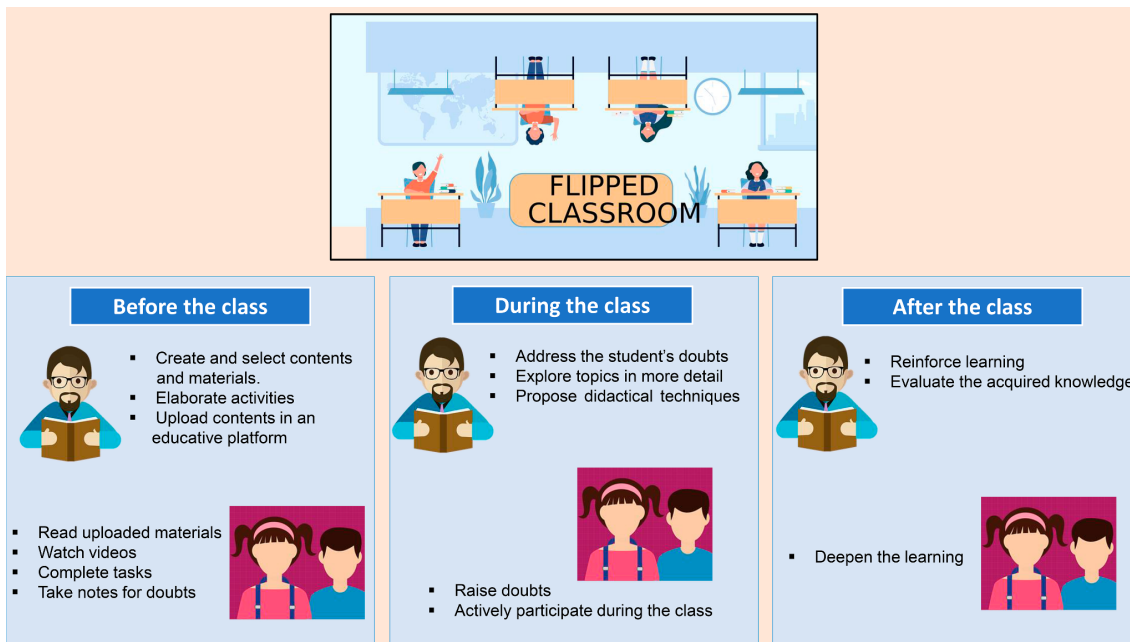 FLIPPED
CLASSROOM
Before the class
▪ Create and select contents
and materials.
▪ Elaborate activities
▪ Upload contents in an
educative platform
▪ Read uploaded materials
▪ Watch videos
▪ Complete tasks
▪ Take notes for doubts
During the class
▪ Address the student's doubts
▪ Explore topics in more detail
▪ Propose didactical techniques
▪ Raise doubts
▪ Actively participate during the class
After the class
▪ Reinforce learning
▪ Evaluate the acquired knowledge
▪ Deepen the learning